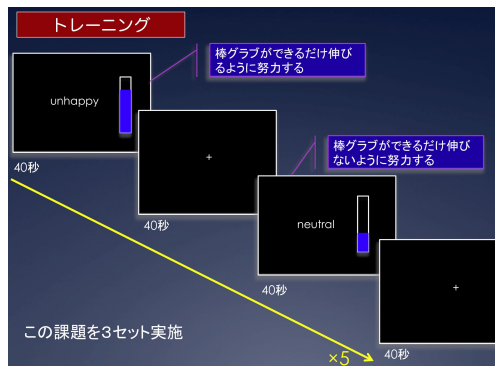 トレーニング
棒グラブができるだけ伸び
るように努力する
unhappy
40秒
+
40秒
棒グラブができるだけ伸び
ないように努力する
neutral
40秒
+
40秒
この課題を3セット実施
×5